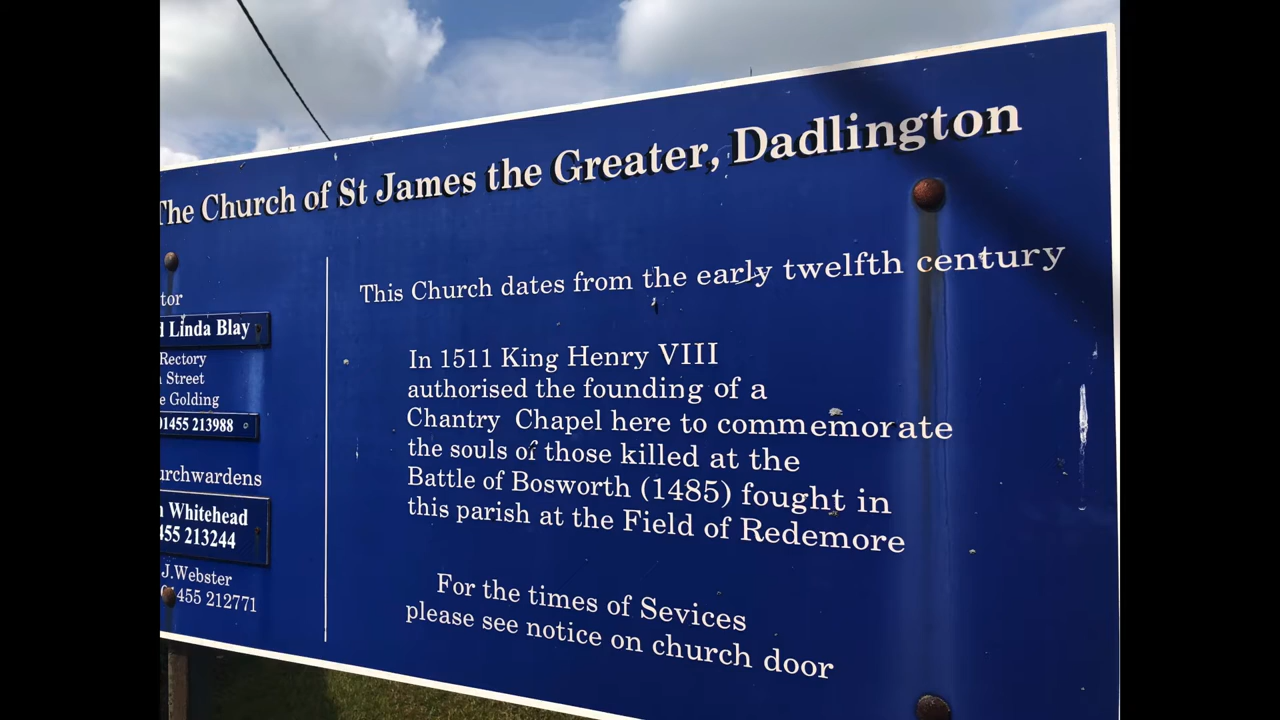 The Church of St James the Greater, Dadlington
tor
Linda Blay
Rectory
Street
e Golding
01455 213988
urchwardens
Whitehead
455 213244
J.Webster
01455 212771
This Church dates from the early twelfth century
In 1511 King Henry VIII
authorised the founding of a
Chantry Chapel here to commemorate
the souls of those killed at the
Battle of Bosworth (1485) fought in
this parish at the Field of Redemore
For the times of Sevices
please see notice on church door